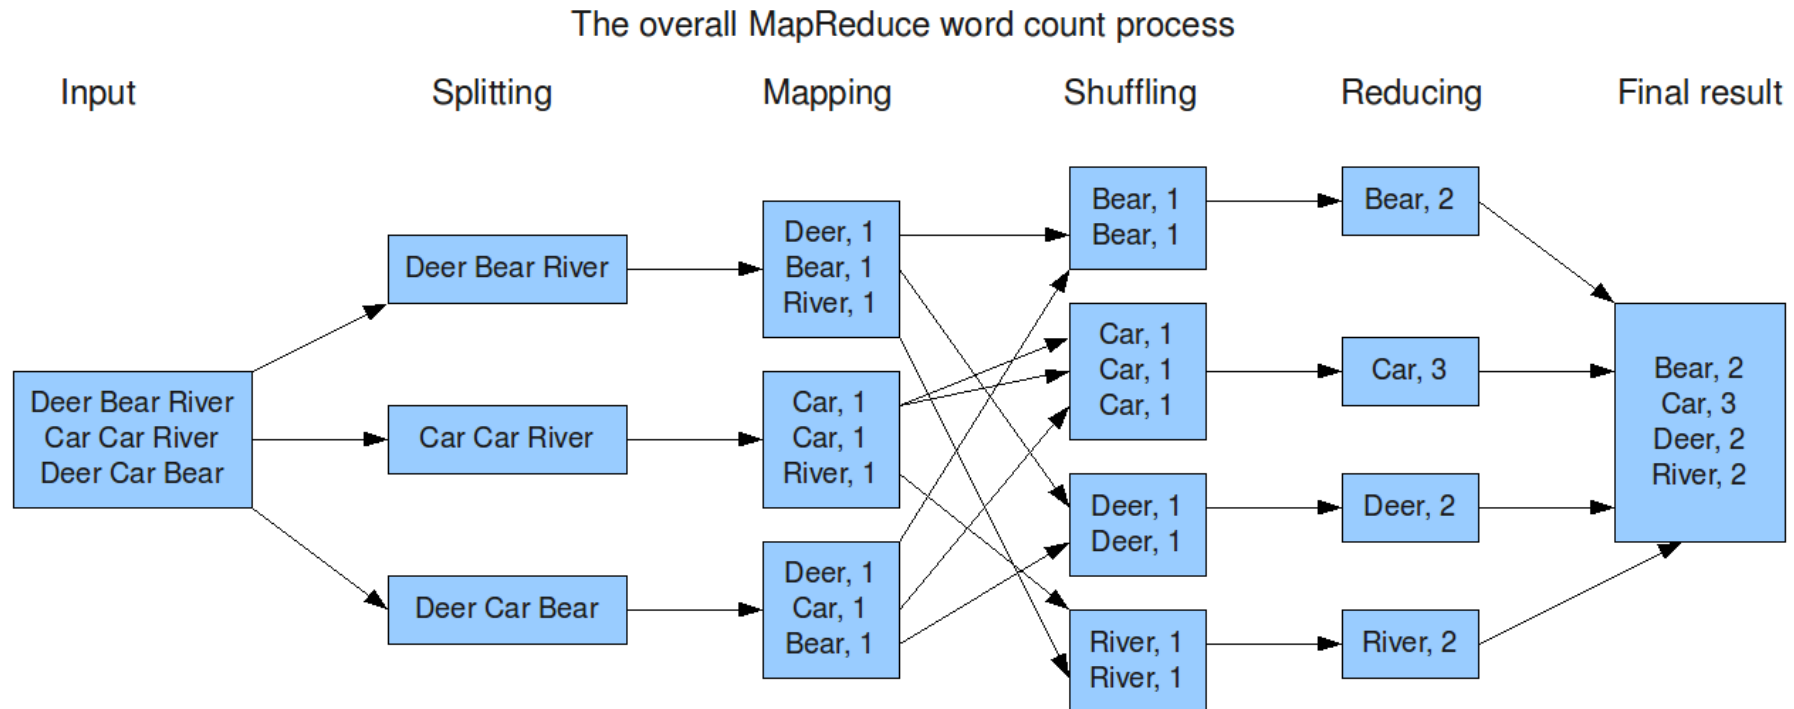 The overall MapReduce word count process
Input
Splitting
Mapping
Shuffling
Reducing
Final result
Deer Bear River
Car Car River
Deer Car Bear
Deer Bear River
Car Car River
Deer Car Bear
Deer, 1
Bear, 1
River, 1
Car, 1
Car, 1
River, 1
Deer, 1
Car, 1
Bear, 1
Bear, 1
Bear, 1
Car, 1
Car, 1
Car, 1
Deer, 1
Deer, 1
River, 1
River, 1
Bear, 2
Car, 3
Deer, 2
River, 2
Bear, 2
Car, 3
Deer, 2
River, 2